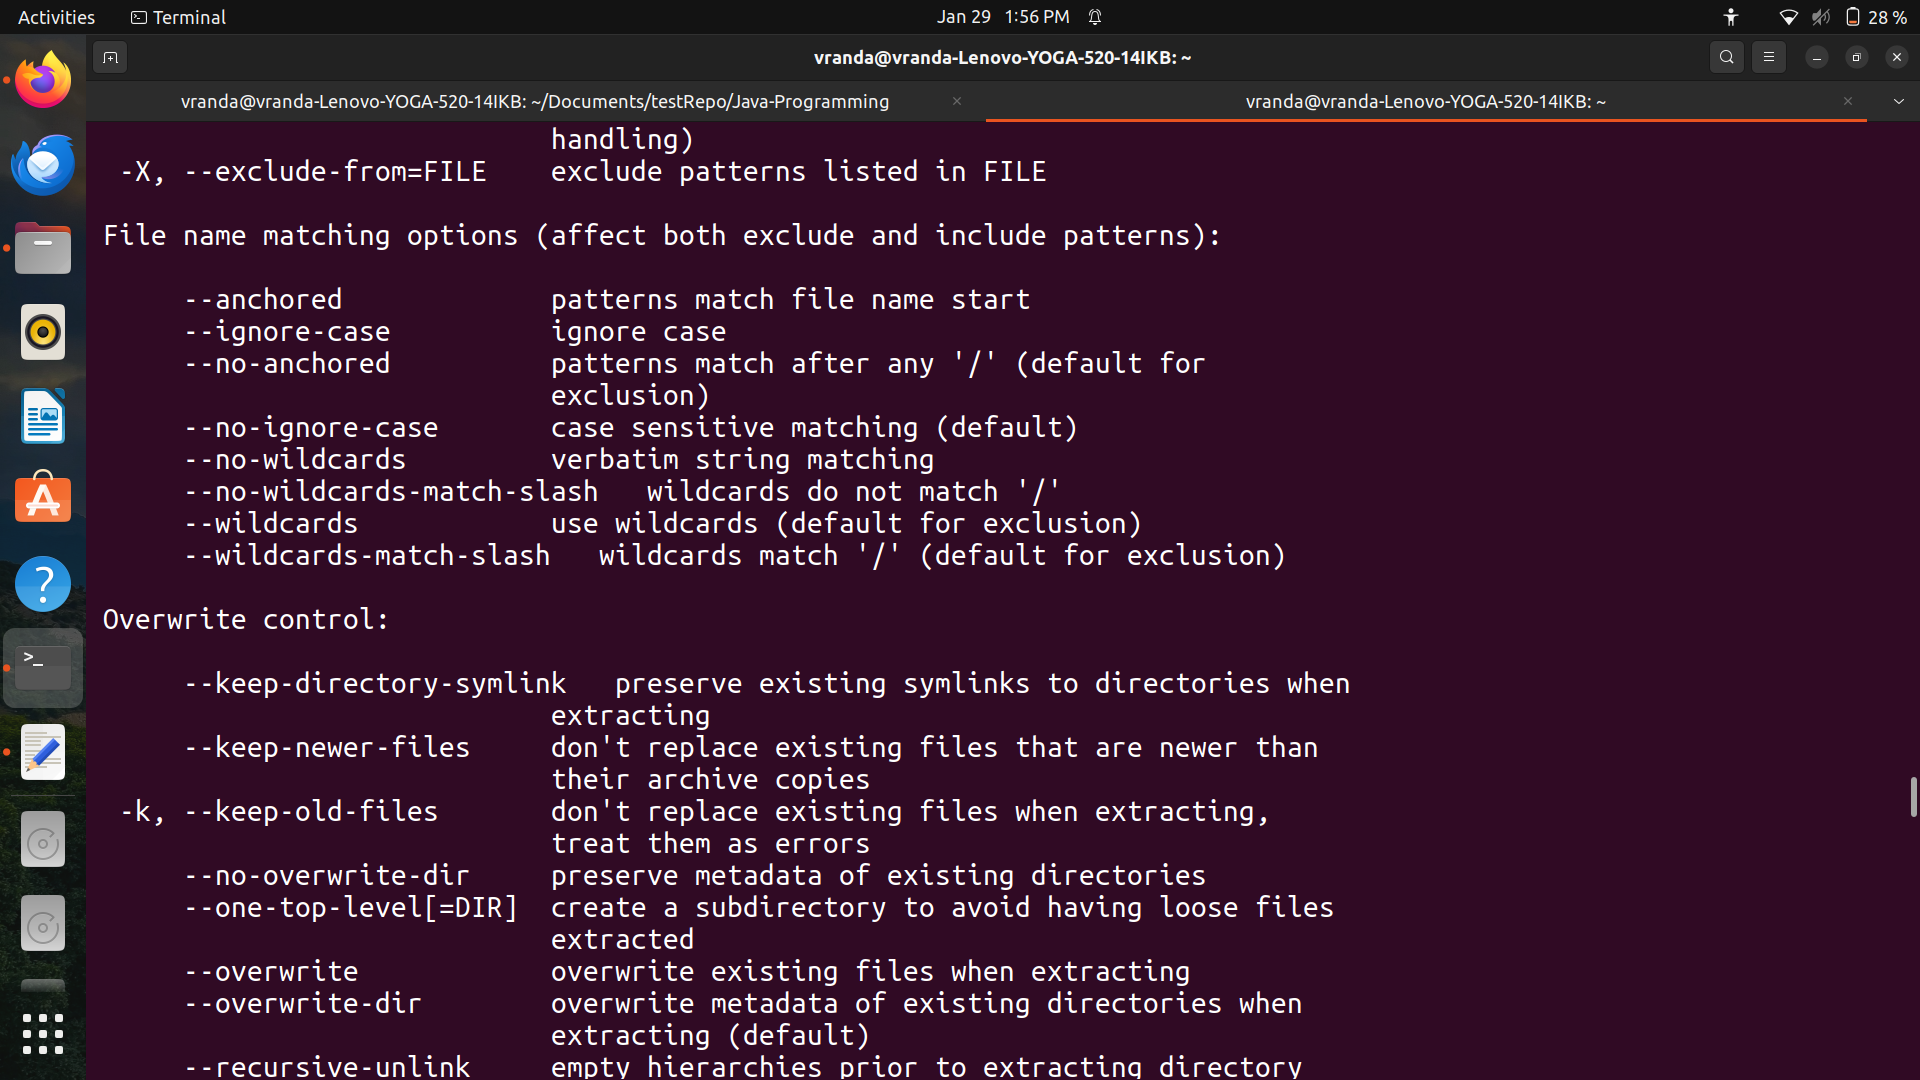 Activities Terminal Jan 29 1:56 PM 28 %
vranda@vranda-Lenovo-YOGA-520-14IKB: ~
vranda@vranda-Lenovo-YOGA-520-14IKB: ~/Documents/testRepo/Java-Programming vranda@vranda-Lenovo-YOGA-520-14IKB: ~
handling)
-X, --exclude-from=FILE exclude patterns listed in FILE
File name matching options (affect both exclude and include patterns):
--anchored patterns match file name start
--ignore-case ignore case
--no-anchored patterns match after any '/' (default for
exclusion)
--no-ignore-case case sensitive matching (default)
--no-wildcards verbatim string matching
--no-wildcards-match-slash wildcards do not match '/'
--wildcards use wildcards (default for exclusion)
--wildcards-match-slash wildcards match '/' (default for exclusion)
Overwrite control:
--keep-directory-symlink preserve existing symlinks to directories when
extracting
--keep-newer-files don't replace existing files that are newer than
their archive copies
-k, --keep-old-files don't replace existing files when extracting,
treat them as errors
--no-overwrite-dir preserve metadata of existing directories
--one-top-level[=DIR] create a subdirectory to avoid having loose files
extracted
--overwrite overwrite existing files when extracting
--overwrite-dir overwrite metadata of existing directories when
extracting (default)
--recursive-unlink empty hierarchies prior to extracting directory